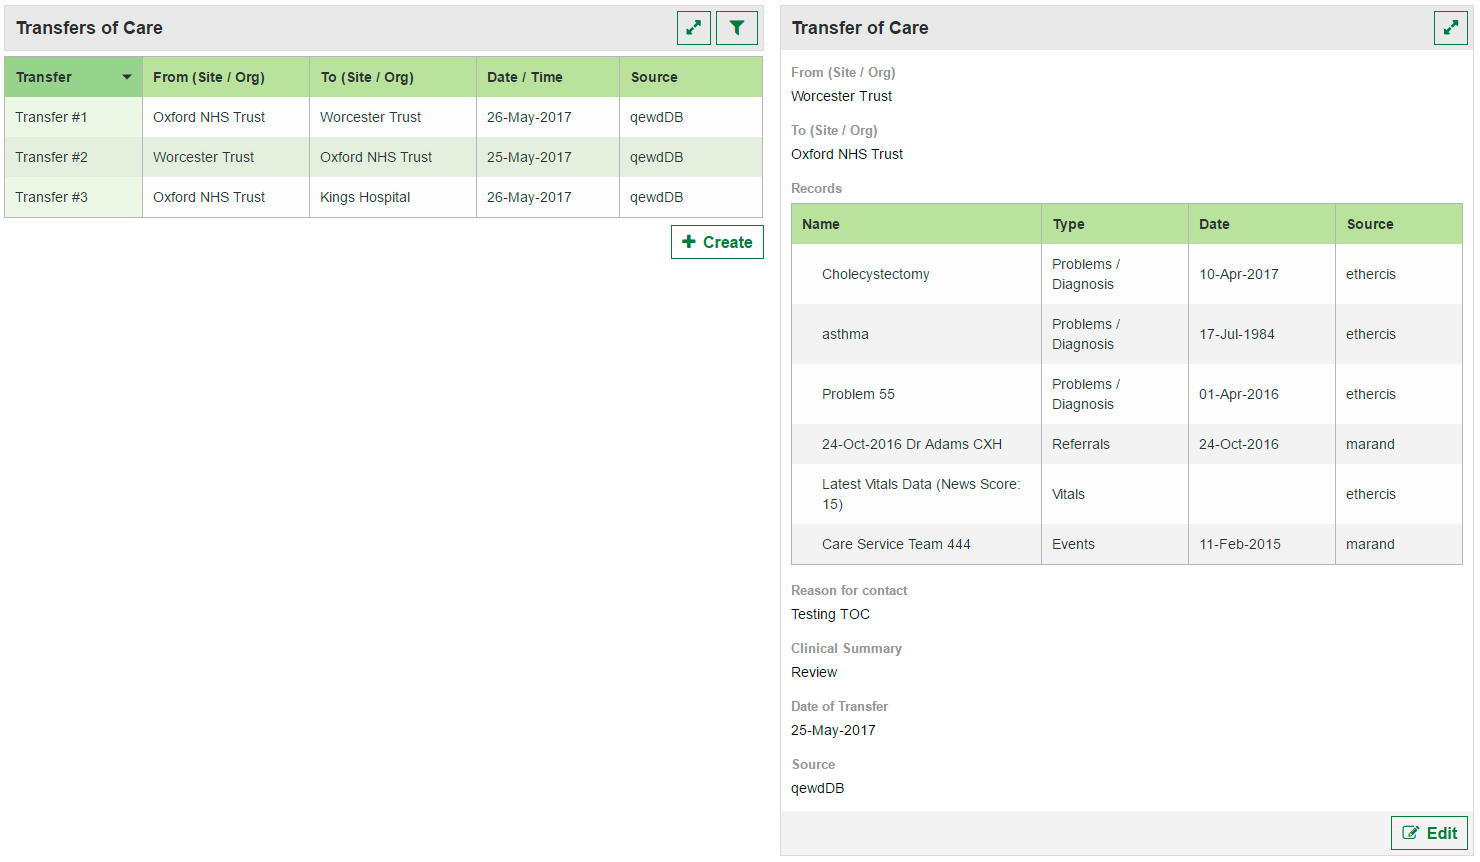 Transfers of Care
Transfer From (Site / Org) To (Site / Org) Date / Time Source
Transfer #1 Oxford NHS Trust Worcester Trust 26-May-2017 qewdDB
Transfer #2 Worcester Trust Oxford NHS Trust 25-May-2017 qewdDB
Transfer #3 Oxford NHS Trust Kings Hospital 26-May-2017 qewdDB
Create
Transfer of Care
From (Site / Org)
Worcester Trust
To (Site / Org)
Oxford NHS Trust
Records
Name Type Date Source
Cholecystectomy Problems / Diagnosis 10-Apr-2017 ethercis
asthma Problems / Diagnosis 17-Jul-1984 ethercis
Problem 55 Problems / Diagnosis 01-Apr-2016 ethercis
24-Oct-2016 Dr Adams CXH Referrals 24-Oct-2016 marand
Latest Vitals Data (News Score: 15) Vitals ethercis
Care Service Team 444 Events 11-Feb-2015 marand
Reason for contact
Testing TOC
Clinical Summary
Review
Date of Transfer
25-May-2017
Source
qewdDB
Edit